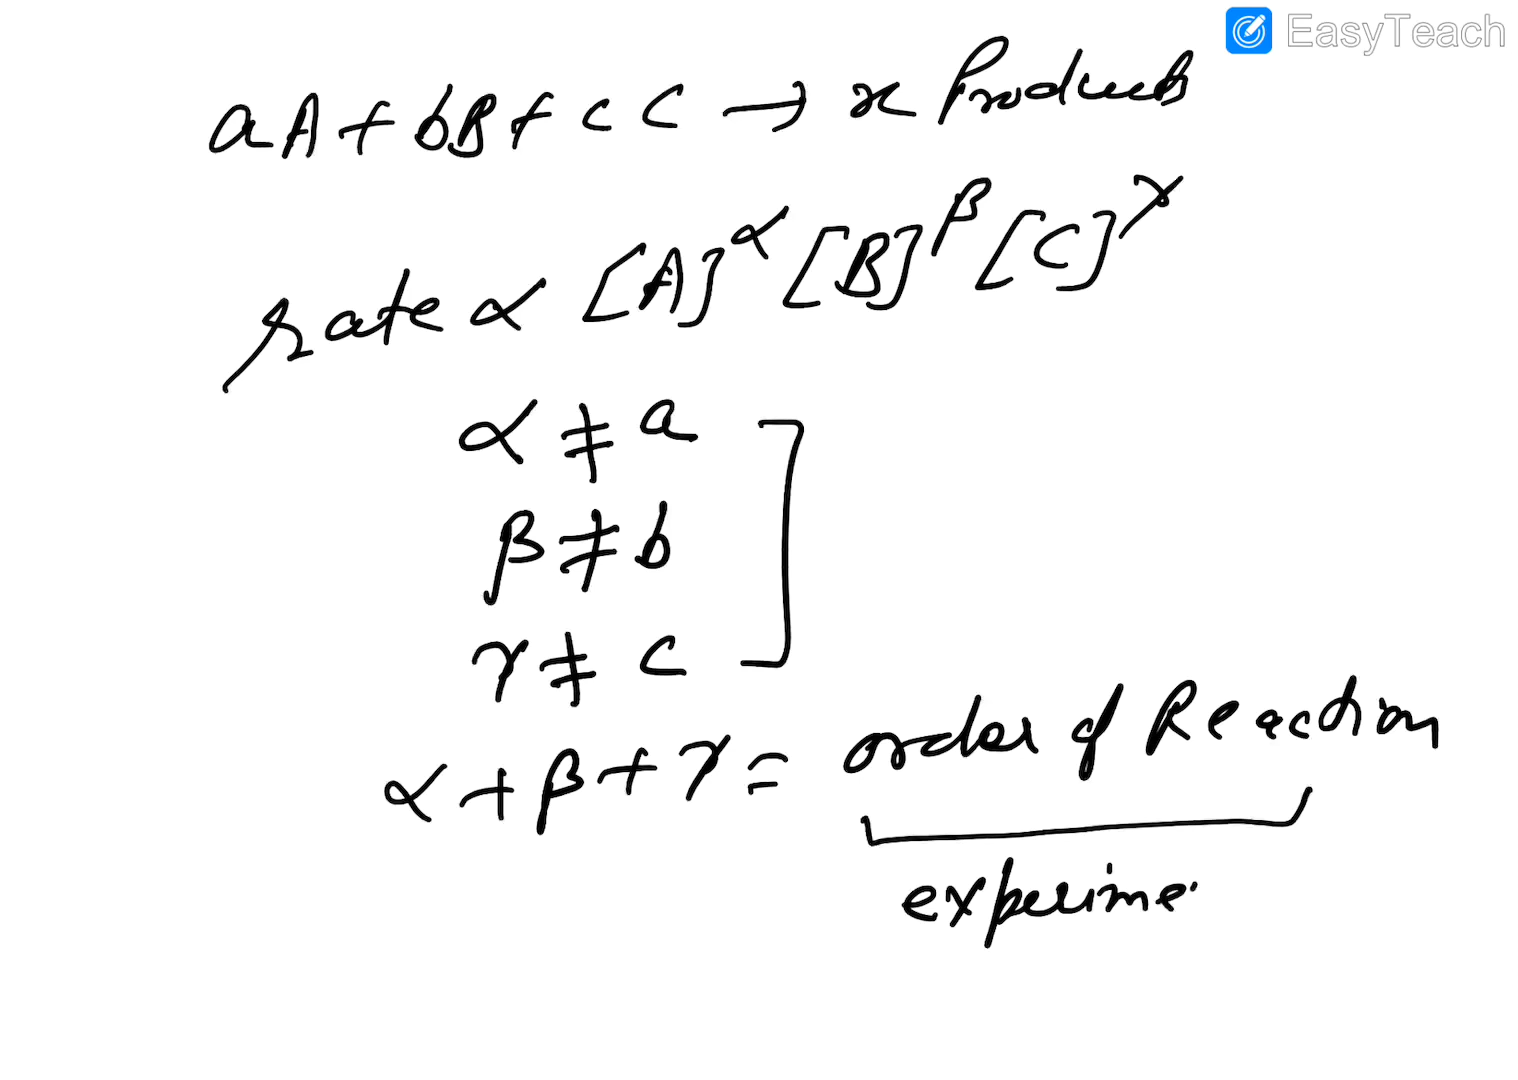 EasyTeach
aA + bB + cC → x Products
rate ∝ [A]^α [B]^β [C]^γ
α ≠ a
β ≠ b
γ ≠ c
α + β + γ = order of Reaction
experime